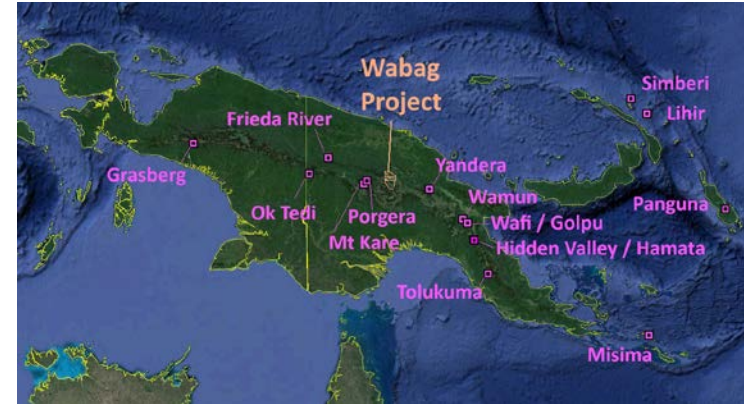 Wabag
Project
Simberi
Lihir
Frieda River
Grasberg
Yandera
Ok Tedi
Porgera
Mt Kare
Wamun
Wafi / Golpu
Panguna
Hidden Valley / Hamata
Tolukuma
Misima